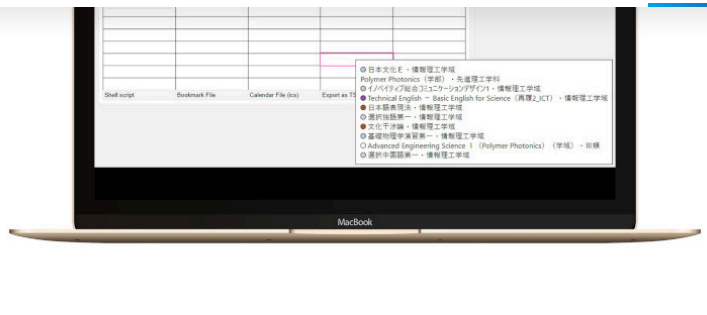 Shell script
Bookmark File
Calendar File (ics)
Export as TS
日本文化E・情報理工学域
Polymer Photonics（学部）・先進理工学科
イノベイティブ総合コミュニケーションデザイン1・情報理工学域
Technical English － Basic English for Science（再履2_ICT）・情報理工学域
日本語表現法・情報理工学域
選択独語第一・情報理工学域
文化干渉論・情報理工学域
基礎物理学演習第一・情報理工学域
Advanced Engineering Science Ⅰ（Polymer Photonics）（学域）・III類
選択中国語第一・情報理工学域
MacBook